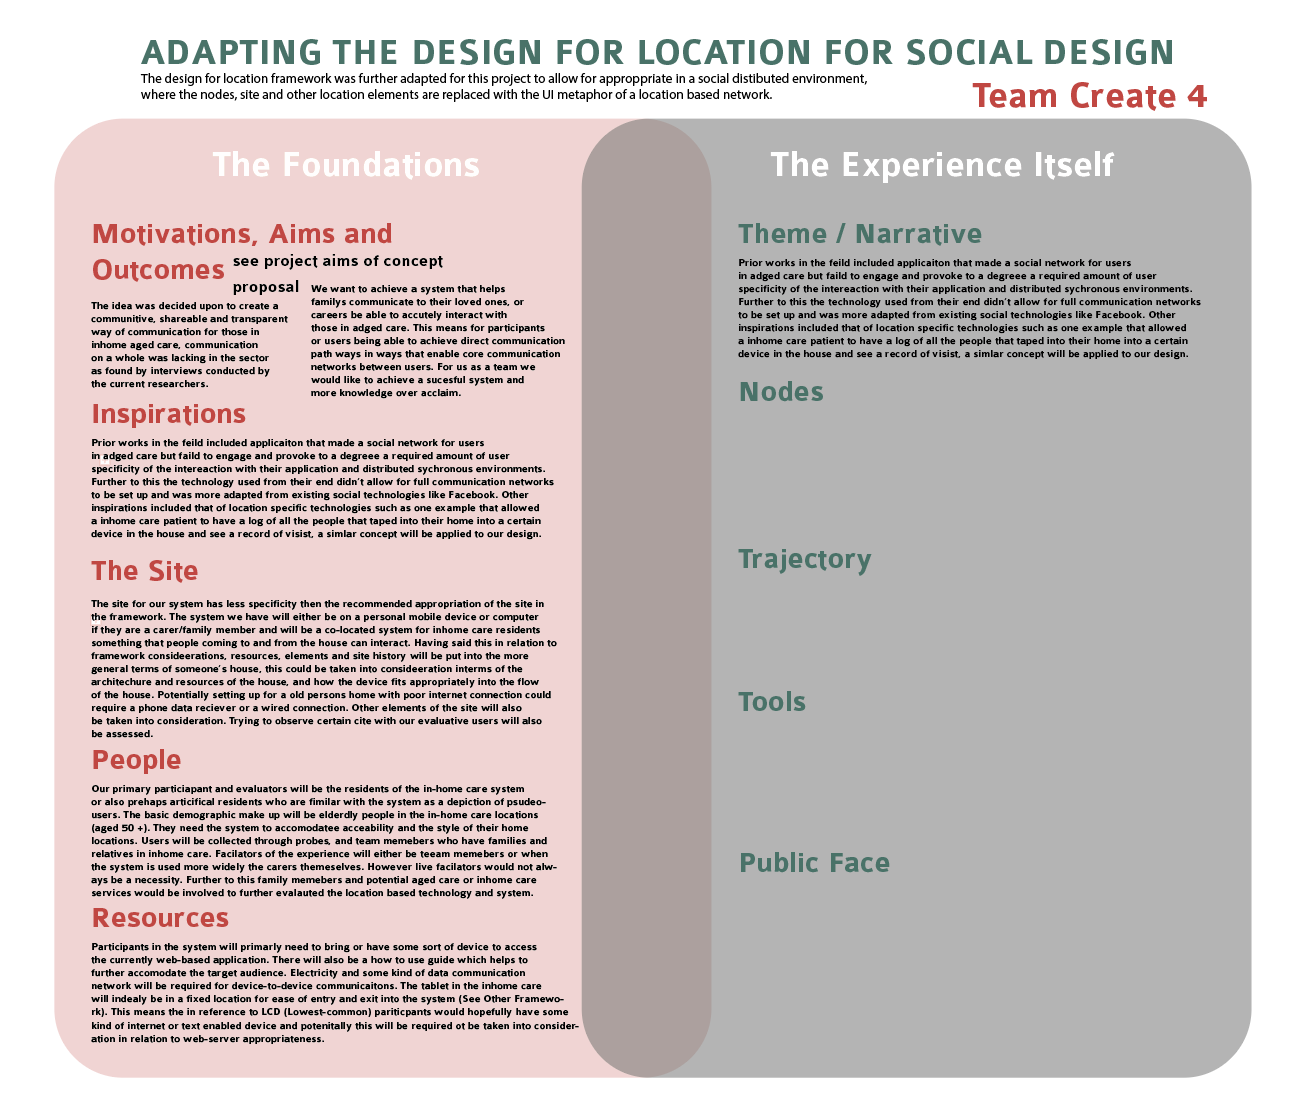 ADAPTING THE DESIGN FOR LOCATION FOR SOCIAL DESIGN
The design for location framework was further adapted for this project to allow for approppriate in a social distibuted environment,
where the nodes, site and other location elements are replaced with the UI metaphor of a location based network.
Team Create 4
The Foundations
Motivations, Aims and
Outcomes see project aims of concept
proposal
The idea was decided upon to create a
communitive, shareable and transparent
way of communication for those in
inhome aged care, communication
on a whole was lacking in the sector
as found by interviews conducted by
the current researchers.
We want to achieve a system that helps
familys communicate to their loved ones, or
careers be able to accutely interact with
those in adged care. This means for participants
or users being able to achieve direct communication
path ways in ways that enable core communication
networks between users. For us as a team we
would like to achieve a sucesful system and
more knowledge over acclaim.
Inspirations
Prior works in the feild included applicaiton that made a social network for users
in adged care but faild to engage and provoke to a degreee a required amount of user
specificity of the intereaction with their application and distributed sychronous environments.
Further to this the technology used from their end didn't allow for full communication networks
to be set up and was more adapted from existing social technologies like Facebook. Other
inspirations included that of location specific technologies such as one example that allowed
a inhome care patient to have a log of all the people that taped into their home into a certain
device in the house and see a record of visist, a simlar concept will be applied to our design.
The Site
The site for our system has less specificity then the recommended appropriation of the site in
the framework. The system we have will either be on a personal mobile device or computer
if they are a carer/family member and will be a co-located system for inhome care residents
something that people coming to and from the house can interact. Having said this in relation to
framework consideerations, resources, elements and site history will be put into the more
general terms of someone's house, this could be taken into consideeration interms of the
architechure and resources of the house, and how the device fits appropriately into the flow
of the house. Potentially setting up for a old persons home with poor internet connection could
require a phone data reciever or a wired connection. Other elements of the site will also
be taken into consideration. Trying to observe certain cite with our evaluative users will also
be assessed.
People
Our primary particiapant and evaluators will be the residents of the in-home care system
or also prehaps articifical residents who are fimilar with the system as a depiction of psudeo-
users. The basic demographic make up will be elderdly people in the in-home care locations
(aged 50 +). They need the system to accomodatee acceability and the style of their home
locations. Users will be collected through probes, and team memebers who have families and
relatives in inhome care. Facilators of the experience will either be teeam memebers or when
the system is used more widely the carers themeselves. However live facilators would not alw-
ays be a necessity. Further to this family memebers and potential aged care or inhome care
services would be involved to further evalauted the location based technology and system.
Resources
Participants in the system will primarly need to bring or have some sort of device to access
the currently web-based application. There will also be a how to use guide which helps to
further accomodate the target audience. Electricity and some kind of data communication
network will be required for device-to-device communicaitons. The tablet in the inhome care
will indealy be in a fixed location for ease of entry and exit into the system (See Other Framewo-
rk). This means the in reference to LCD (Lowest-common) pariticpants would hopefully have some
kind of internet or text enabled device and potenitally this will be required ot be taken into consider-
ation in relation to web-server appropriateness.
The Experience Itself
Theme / Narrative
Prior works in the feild included applicaiton that made a social network for users
in adged care but faild to engage and provoke to a degreee a required amount of user
specificity of the intereaction with their application and distributed sychronous environments.
Further to this the technology used from their end didn't allow for full communication networks
to be set up and was more adapted from existing social technologies like Facebook. Other
inspirations included that of location specific technologies such as one example that allowed
a inhome care patient to have a log of all the people that taped into their home into a certain
device in the house and see a record of visist, a simlar concept will be applied to our design.
Nodes
Trajectory
Tools
Public Face